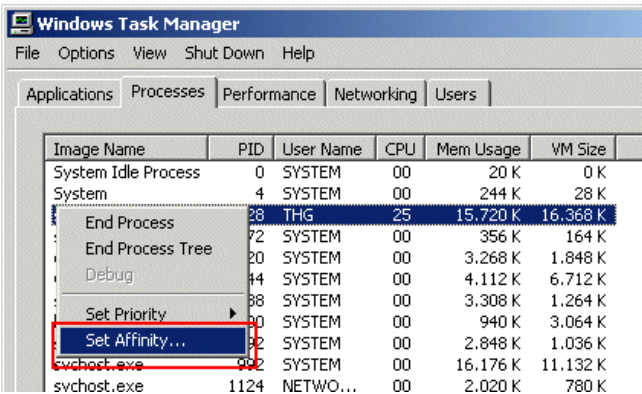 Windows Task Manager
File Options View Shut Down Help
Applications Processes Performance Networking Users
Image Name PID User Name CPU Mem Usage VM Size
System Idle Process 0 SYSTEM 00 20 K 0 K
System 4 SYSTEM 00 244 K 28 K
28 THG 25 15.720 K 16.368 K
72 SYSTEM 00 356 K 164 K
20 SYSTEM 00 3.268 K 1.848 K
44 SYSTEM 00 4.112 K 6.712 K
88 SYSTEM 00 3.308 K 1.264 K
SYSTEM 00 940 K 3.064 K
92 SYSTEM 00 2.848 K 1.036 K
svchost.exe 992 SYSTEM 00 16.176 K 11.132 K
svchost.exe 1124 NETWO... 00 2.020 K 780 K
End Process
End Process Tree
Debug
Set Priority
Set Affinity...